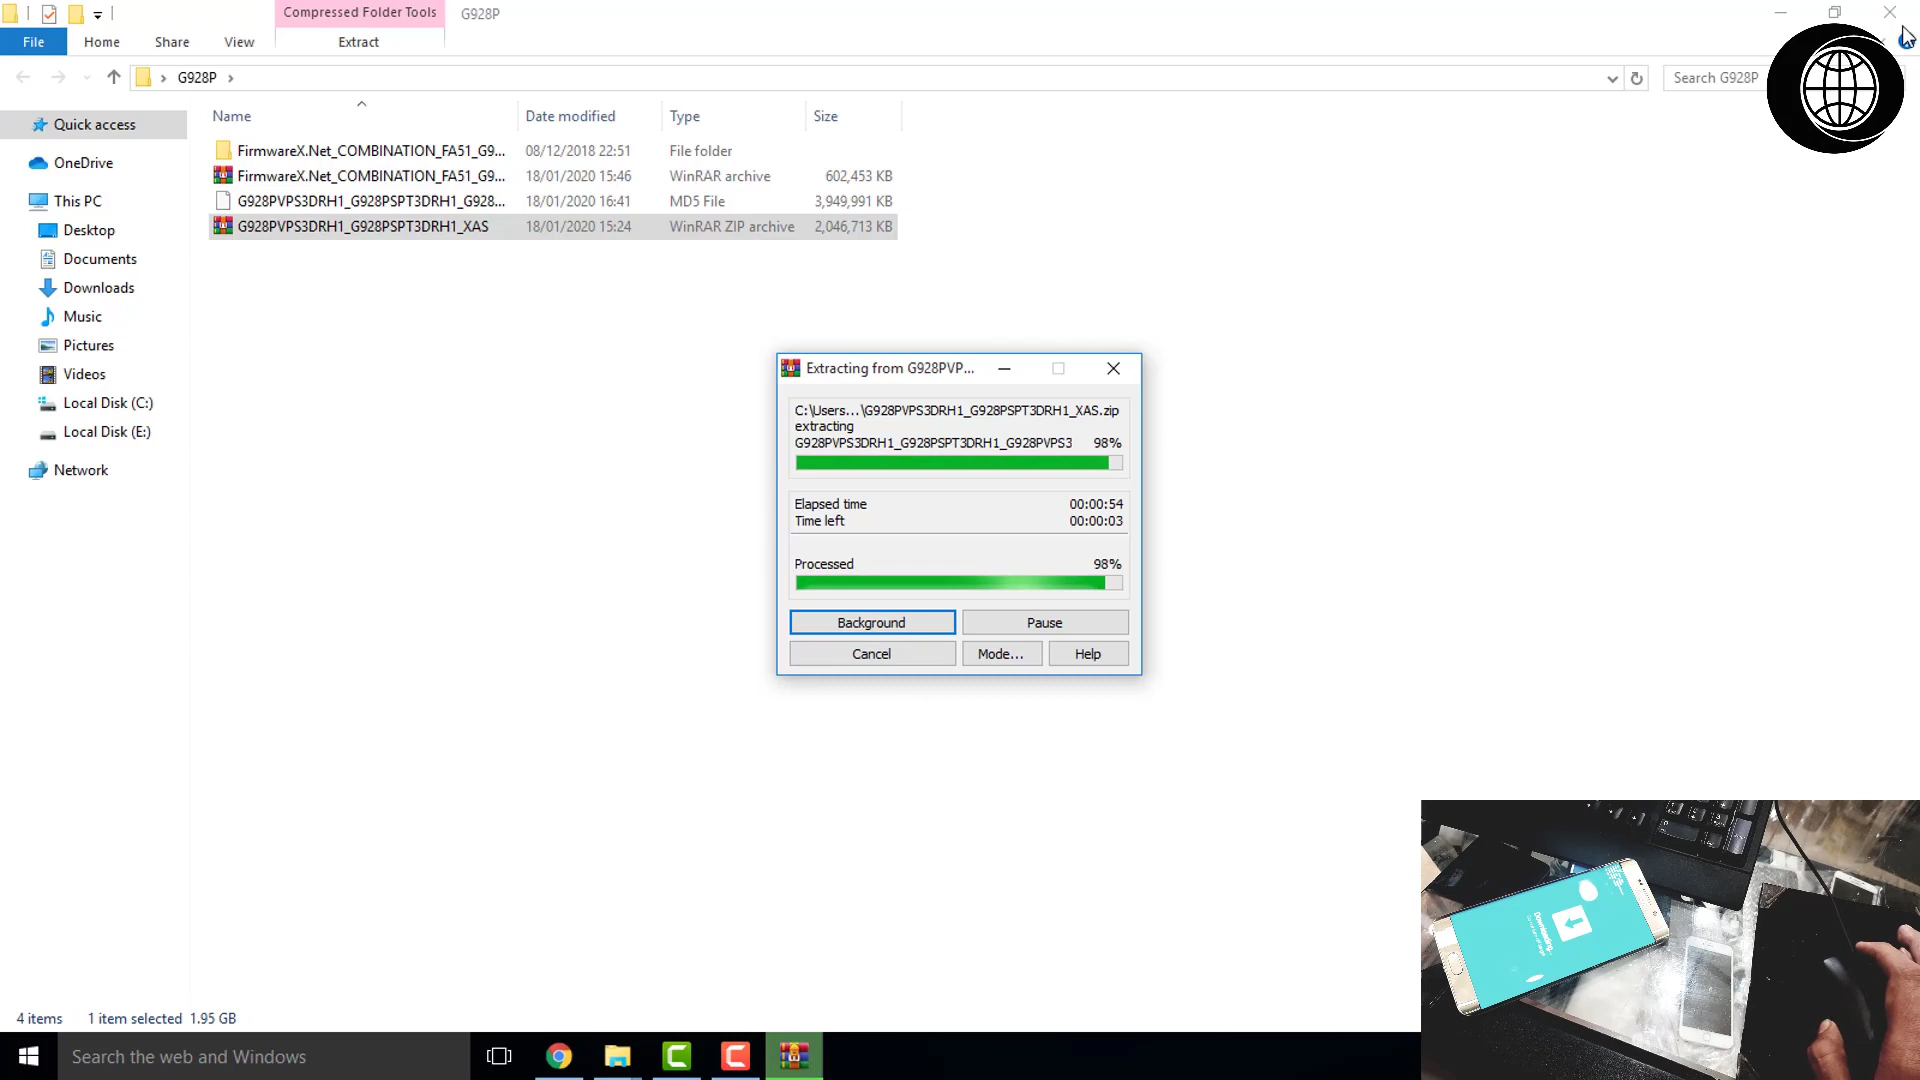 Compressed Folder Tools
G928P
File
Home
Share
View
Extract
G928P
Search G928P
Name
Date modified
Type
Size
Quick access
OneDrive
This PC
Desktop
Documents
Downloads
Music
Pictures
Videos
Local Disk (C:)
Local Disk (E:)
Network
FirmwareX.Net_COMBINATION_FA51_G9... 08/12/2018 22:51 File folder
FirmwareX.Net_COMBINATION_FA51_G9... 18/01/2020 15:46 WinRAR archive 602,453 KB
G928PVPS3DRH1_G928PSPT3DRH1_G928... 18/01/2020 16:41 MD5 File 3,949,991 KB
G928PVPS3DRH1_G928PSPT3DRH1_XAS 18/01/2020 15:24 WinRAR ZIP archive 2,046,713 KB
Extracting from G928PVP...
C:\Users...\G928PVPS3DRH1_G928PSPT3DRH1_XAS.zip
extracting
G928PVPS3DRH1_G928PSPT3DRH1_G928PVPS3 98%
Elapsed time 00:00:54
Time left 00:00:03
Processed 98%
Background
Pause
Cancel
Mode...
Help
Downloading...
4 items 1 item selected 1.95 GB
Search the web and Windows